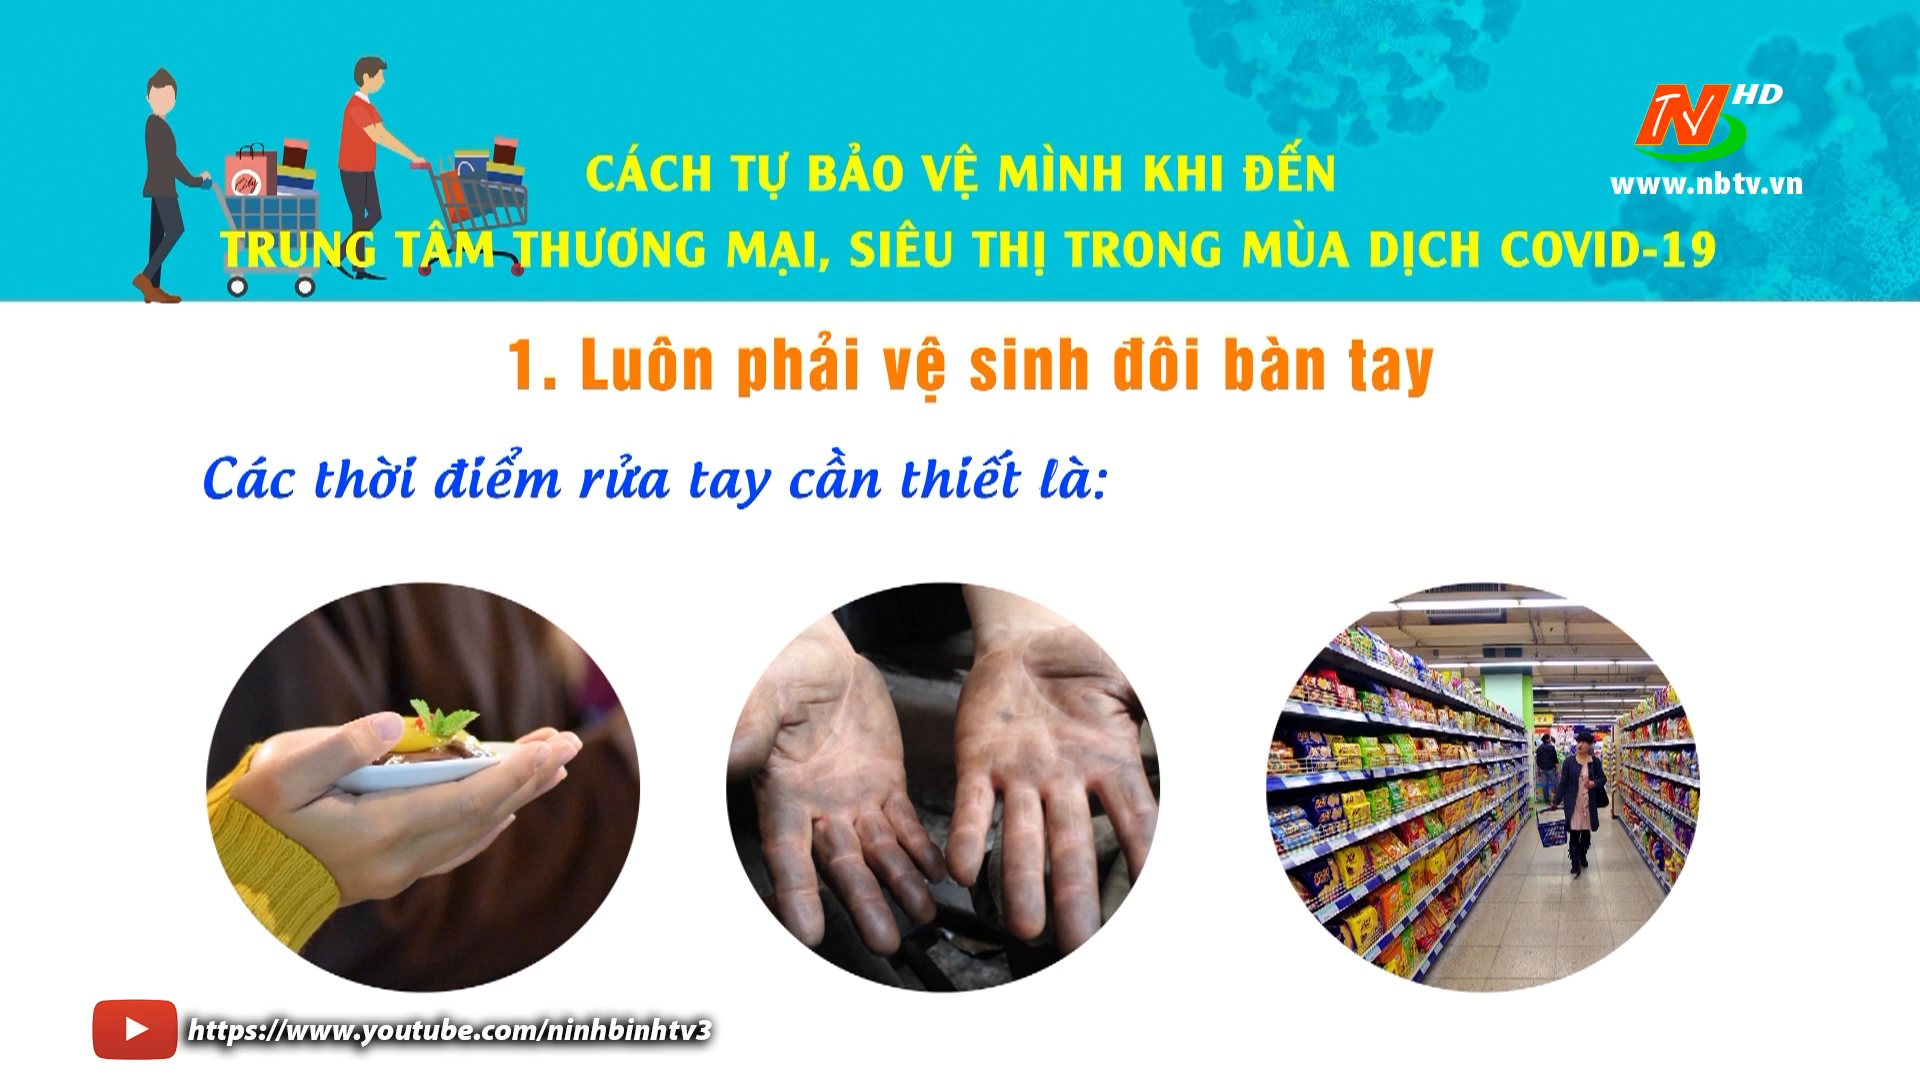 HD
NTV
www.nbtv.vn
CÁCH TỰ BẢO VỆ MÌNH KHI ĐẾN
TRUNG TÂM THƯƠNG MẠI, SIÊU THỊ TRONG MÙA DỊCH COVID-19
1. Luôn phải vệ sinh đôi bàn tay
Các thời điểm rửa tay cần thiết là:
https://www.youtube.com/ninhbinhtv3